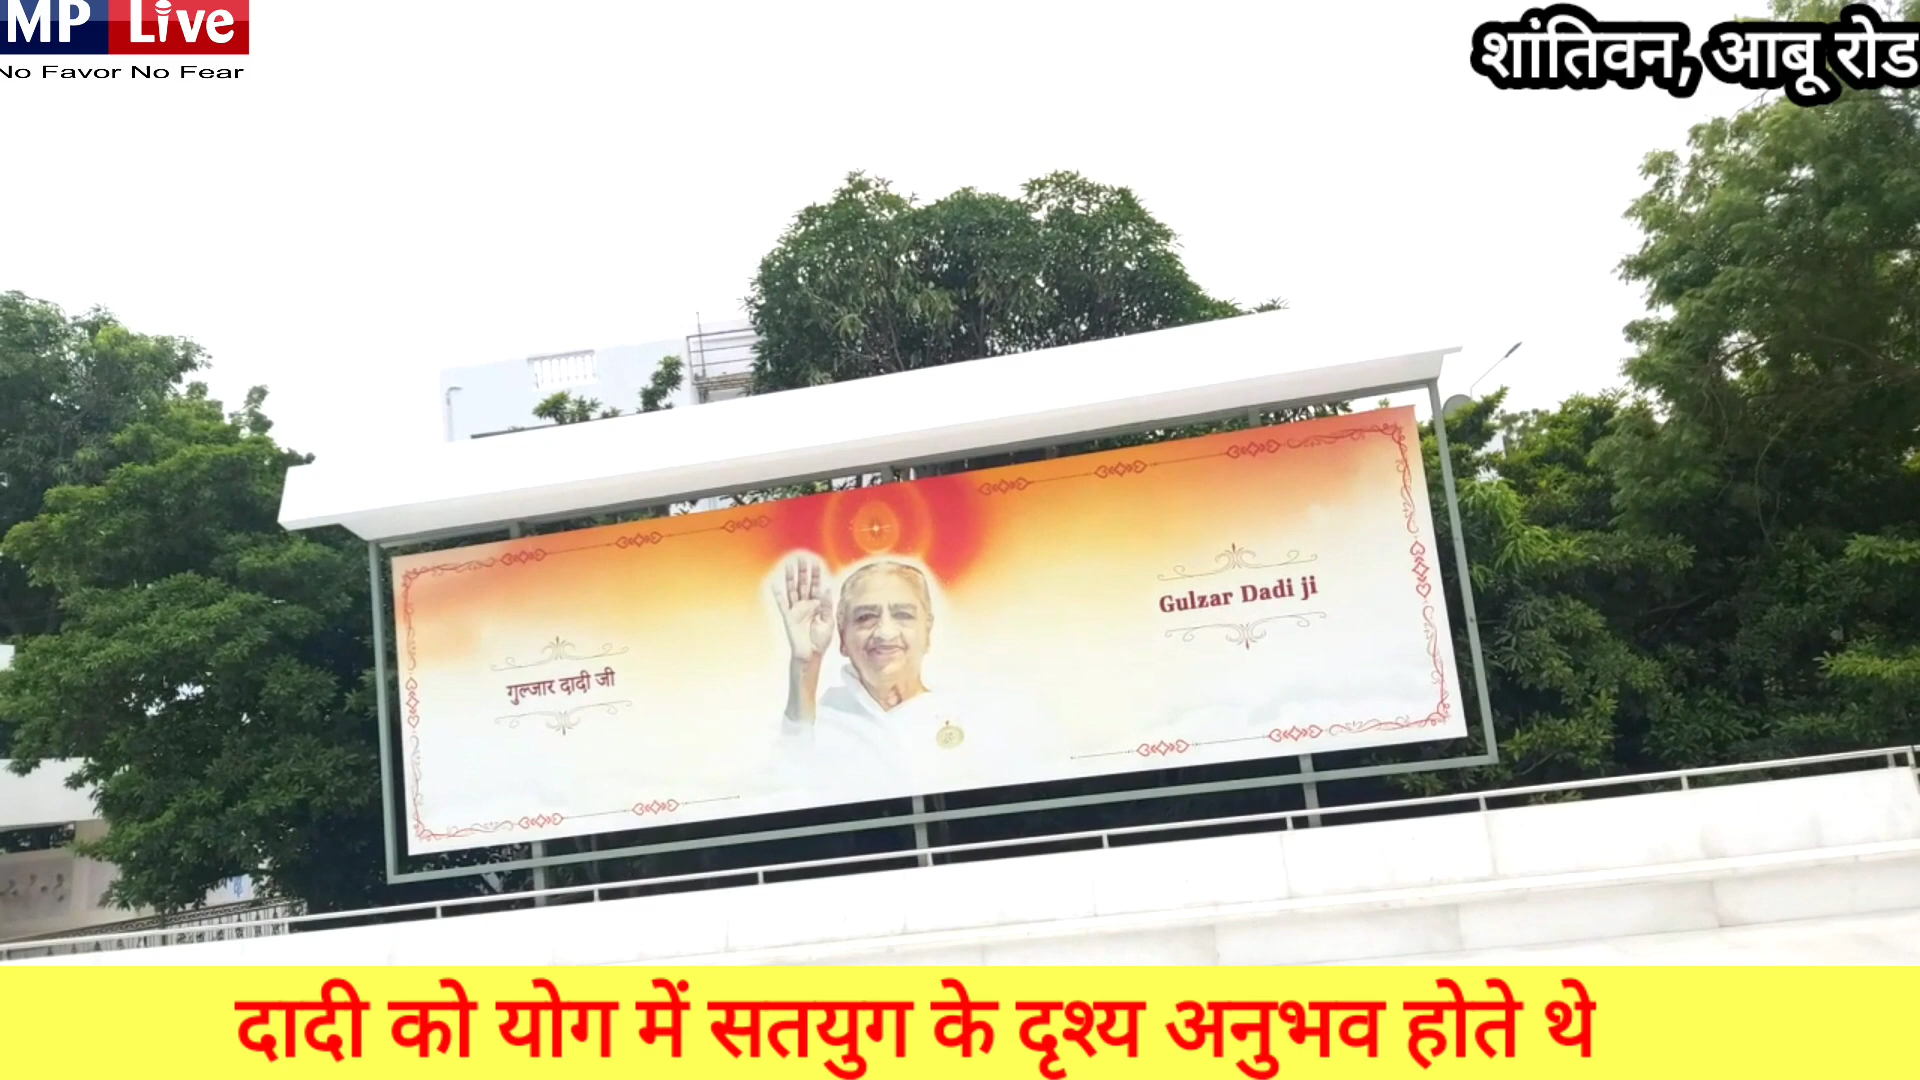 MP Live
No Favor No Fear
शांतिवन, आबू रोड
Gulzar Dadi ji
गुल्जार दादी जी
दादी को योग में सतयुग के दृश्य अनुभव होते थे